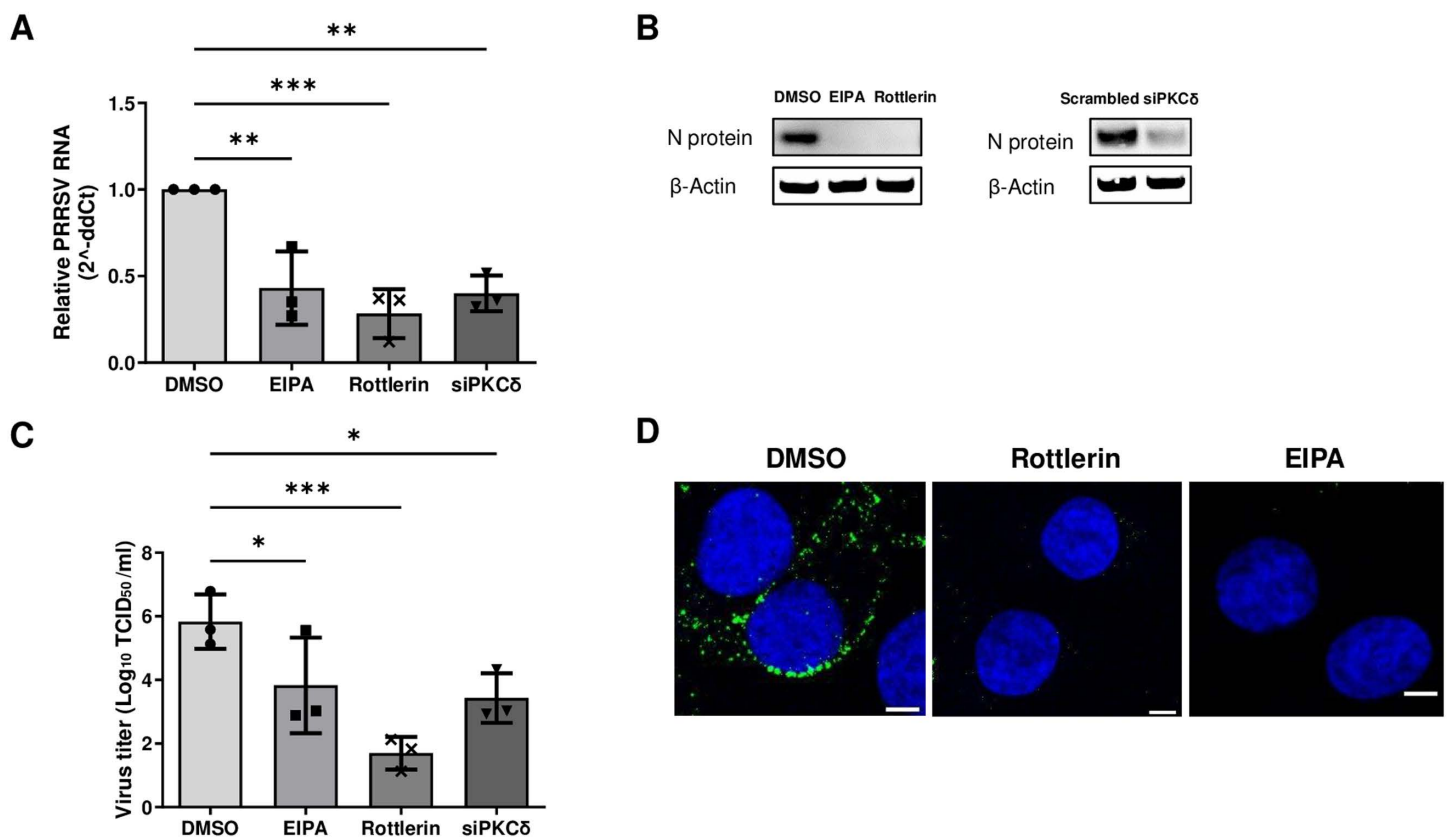 A
**
***
**
1.5
1.0
0.5
0.0
Relative PRRSV RNA
(2^-ddCt)
DMSO EIPA Rottlerin siPKCδ
B
DMSO EIPA Rottlerin
N protein
β-Actin
Scrambled siPKCδ
N protein
β-Actin
C
*
***
*
8
6
4
2
0
Virus titer (Log10 TCID50/ml)
DMSO EIPA Rottlerin siPKCδ
D
DMSO Rottlerin EIPA